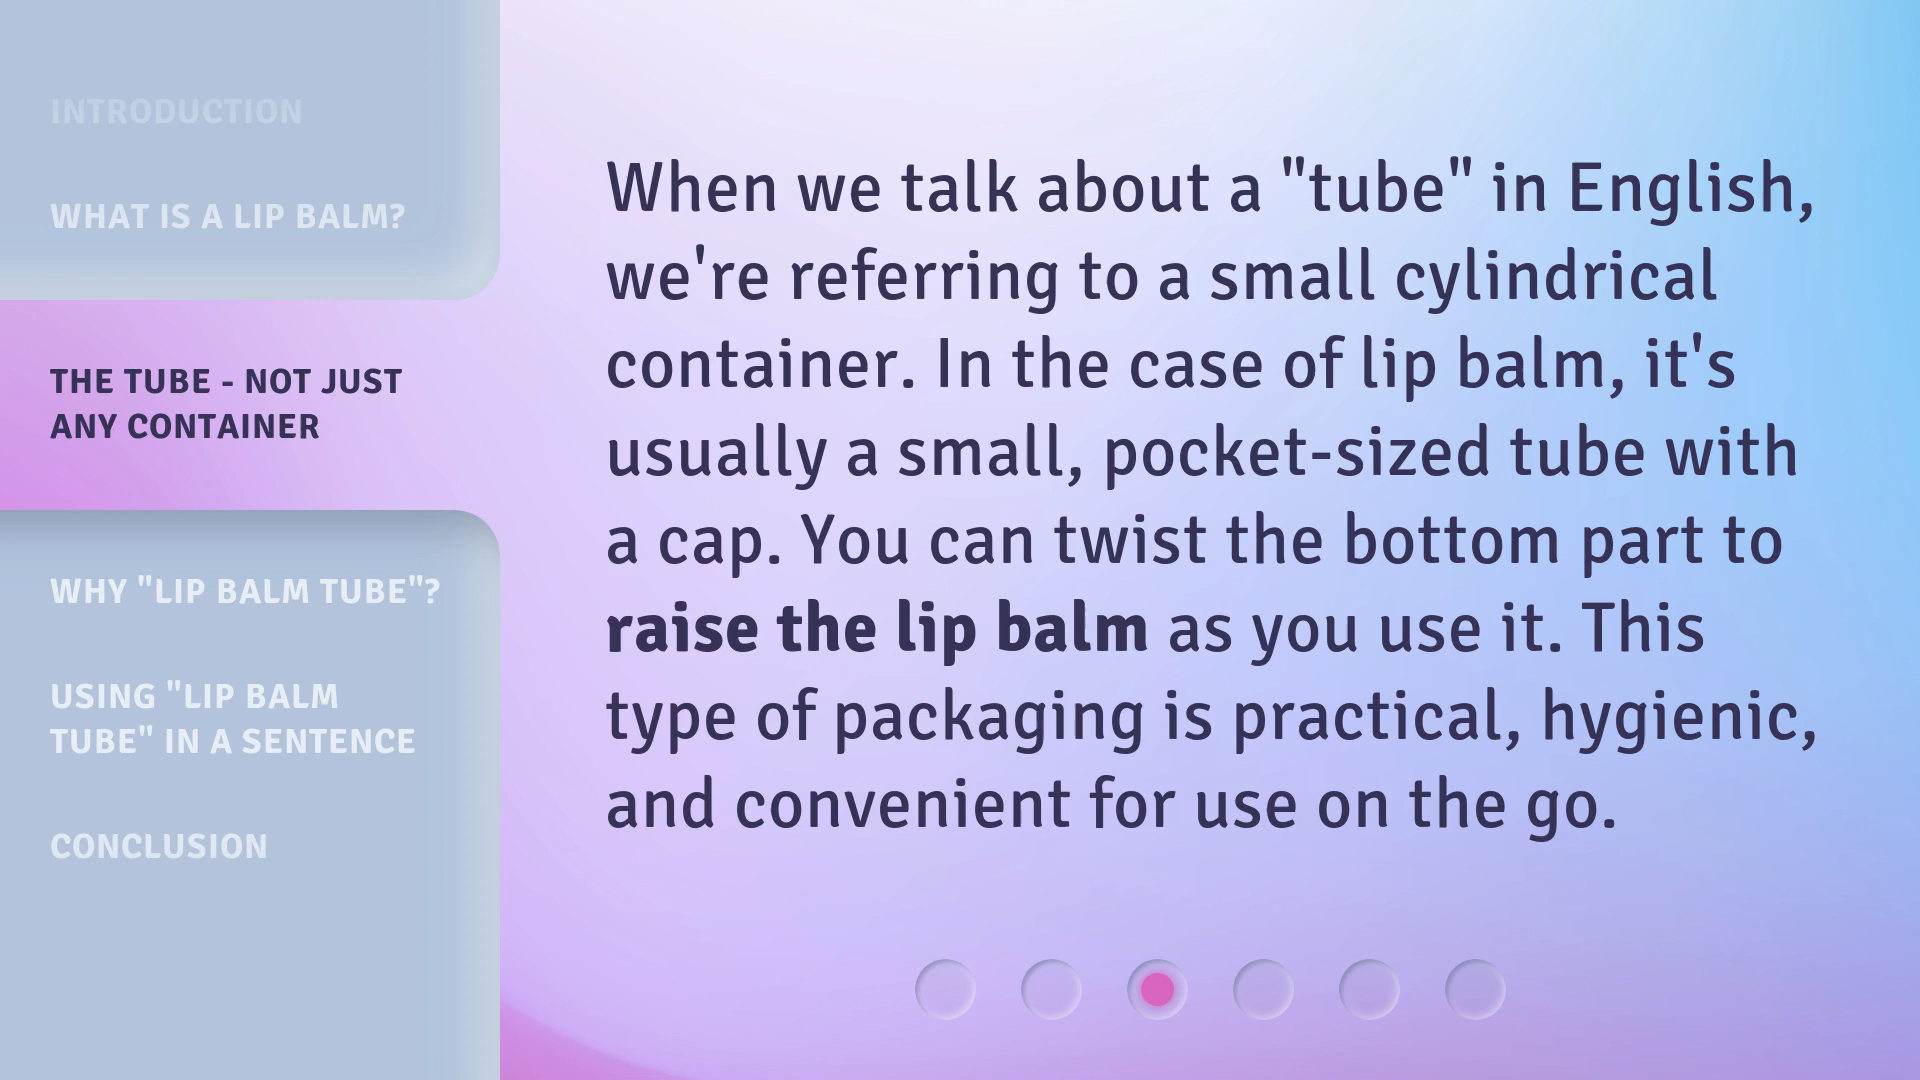 INTRODUCTION
WHAT IS A LIP BALM?
THE TUBE - NOT JUST
ANY CONTAINER
WHY "LIP BALM TUBE"?
USING "LIP BALM
TUBE" IN A SENTENCE
CONCLUSION
When we talk about a "tube" in English,
we're referring to a small cylindrical
container. In the case of lip balm, it's
usually a small, pocket-sized tube with
a cap. You can twist the bottom part to
raise the lip balm as you use it. This
type of packaging is practical, hygienic,
and convenient for use on the go.